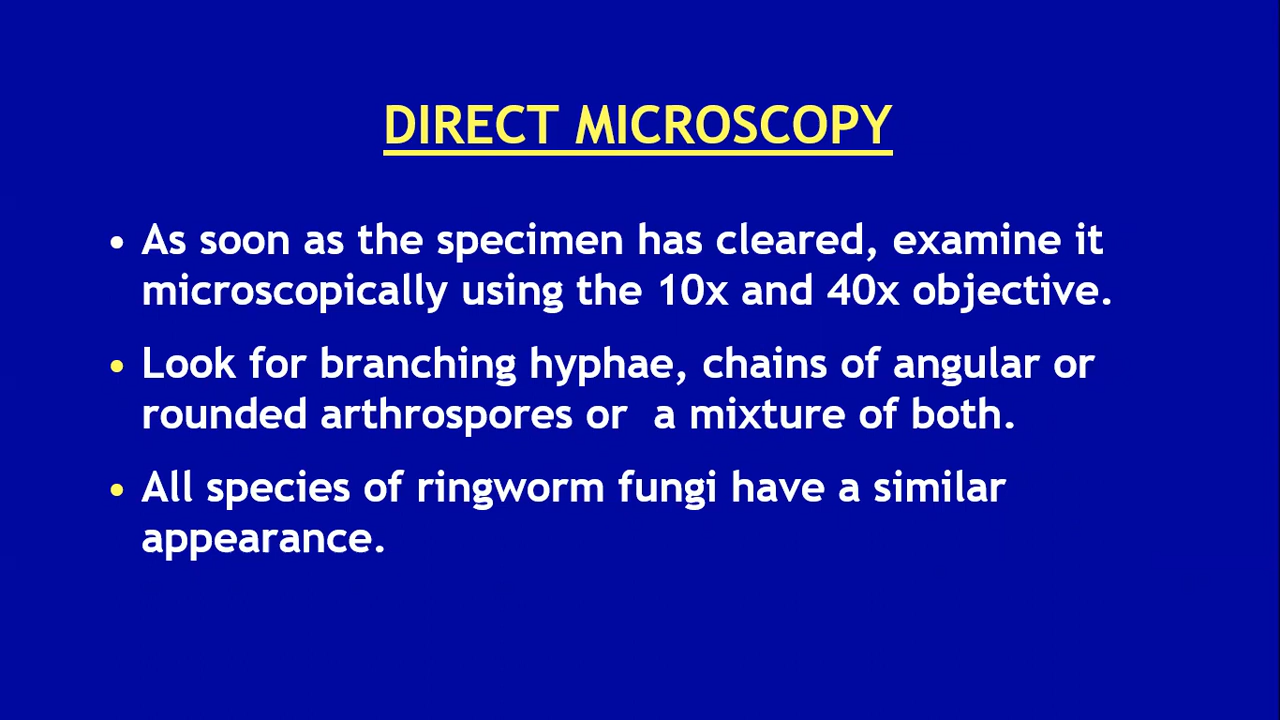 DIRECT MICROSCOPY
• As soon as the specimen has cleared, examine it
microscopically using the 10x and 40x objective.
• Look for branching hyphae, chains of angular or
rounded arthrospores or  a mixture of both.
• All species of ringworm fungi have a similar
appearance.